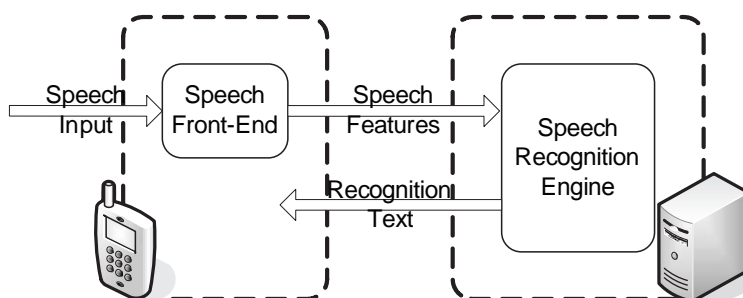 Speech
Input
Speech
Front-End
Speech
Features
Speech
Recognition
Engine
Recognition
Text